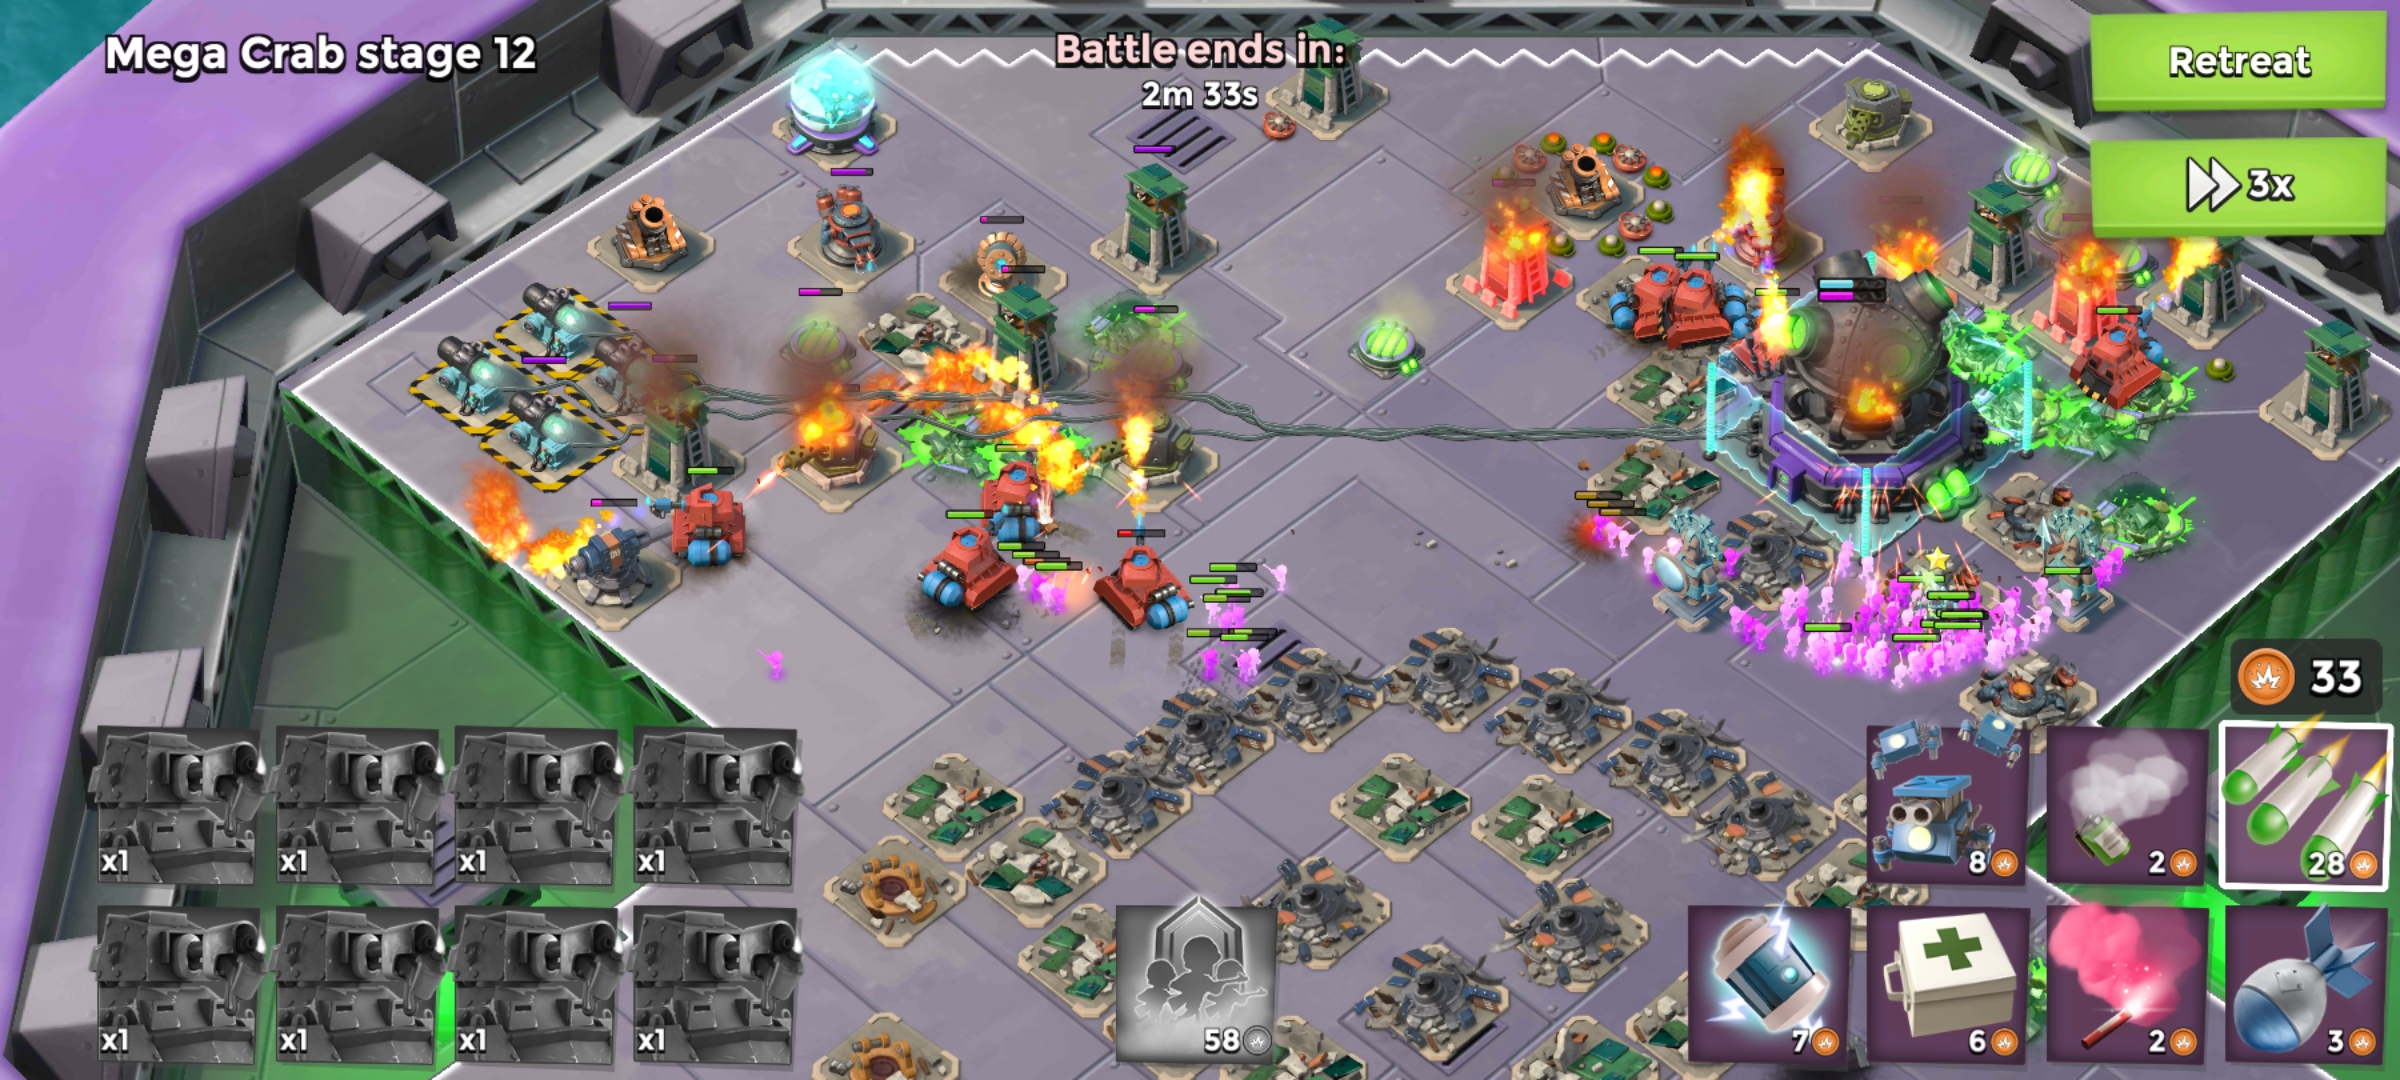 Mega Crab stage 12
Battle ends in:
2m 33s
Retreat
3x
33
x1
x1
x1
x1
8
2
28
x1
x1
x1
x1
58
7
6
2
3